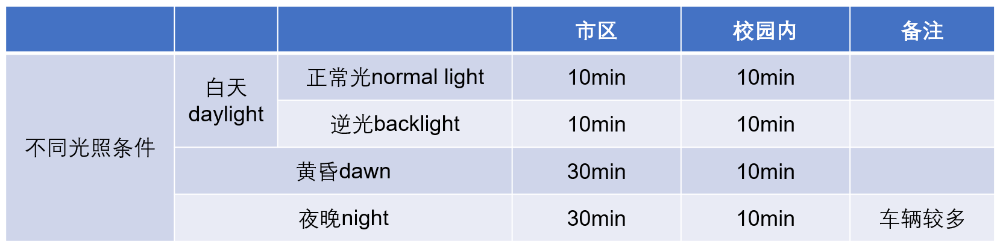 市区 校园内 备注
不同光照条件
白天
daylight
正常光normal light 10min 10min
逆光backlight 10min 10min
黄昏dawn 30min 10min
夜晚night 30min 10min 车辆较多